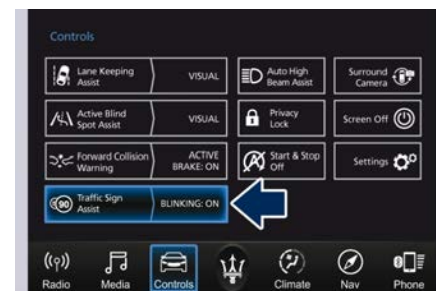 Controls
Lane Keeping
Assist
VISUAL
Auto High
Beam Assist
Surround
Camera
Active Blind
Spot Assist
VISUAL
Privacy
Lock
Screen Off
Forward Collision
Warning
ACTIVE
BRAKE: ON
Start & Stop
Off
Settings
90
Traffic Sign
Assist
BLINKING: ON
Radio
Media
Controls
Climate
Nav
Phone